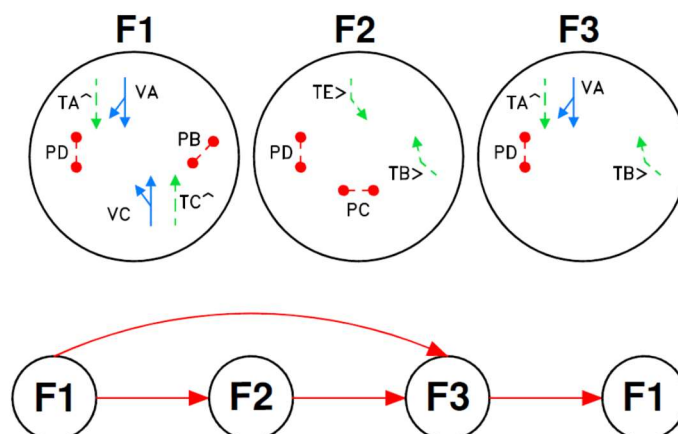 F1 F2 F3
TA^ VA TE> TA^ VA
PD PB PD PD
VC TC^ PC TB> TB>
F1 F2 F3 F1